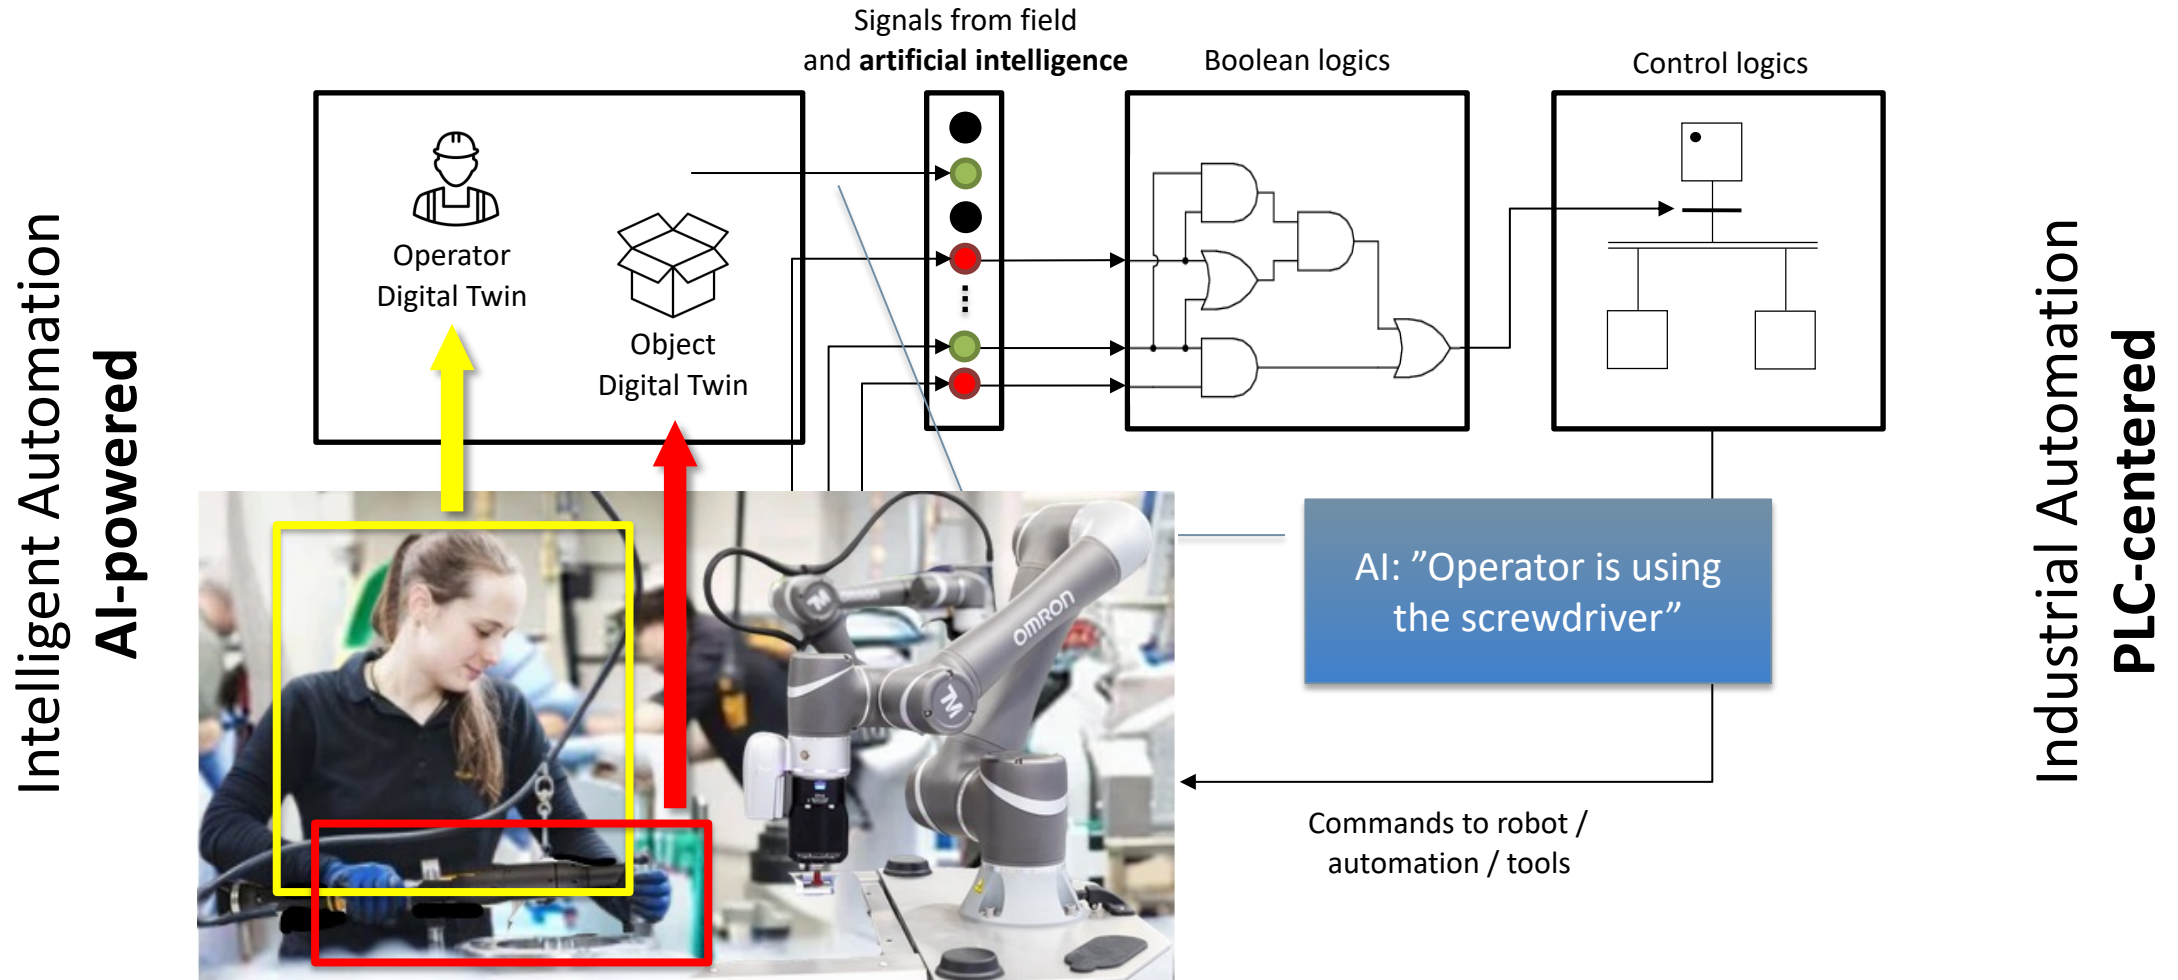 Signals from field
and artificial intelligence
Boolean logics
Control logics
Intelligent Automation
AI-powered
Operator
Digital Twin
Object
Digital Twin
Industrial Automation
PLC-centered
AI: ”Operator is using
the screwdriver”
OMRON
TM
OMRON
TM
Commands to robot /
automation / tools